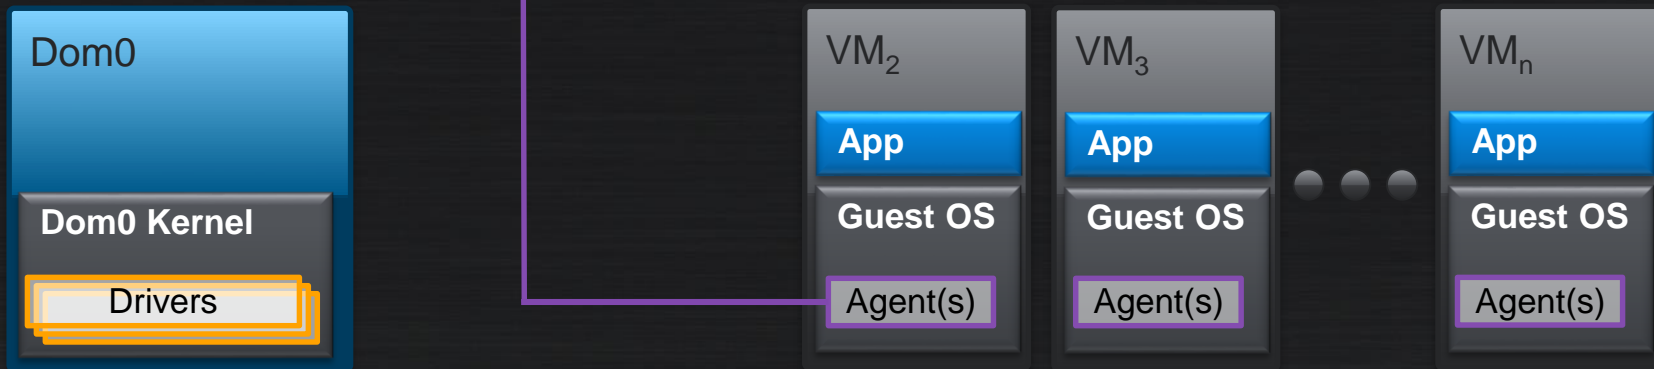 Dom0
Dom0 Kernel
Drivers
VM2
App
Guest OS
Agent(s)
VM3
App
Guest OS
Agent(s)
VMn
App
Guest OS
Agent(s)